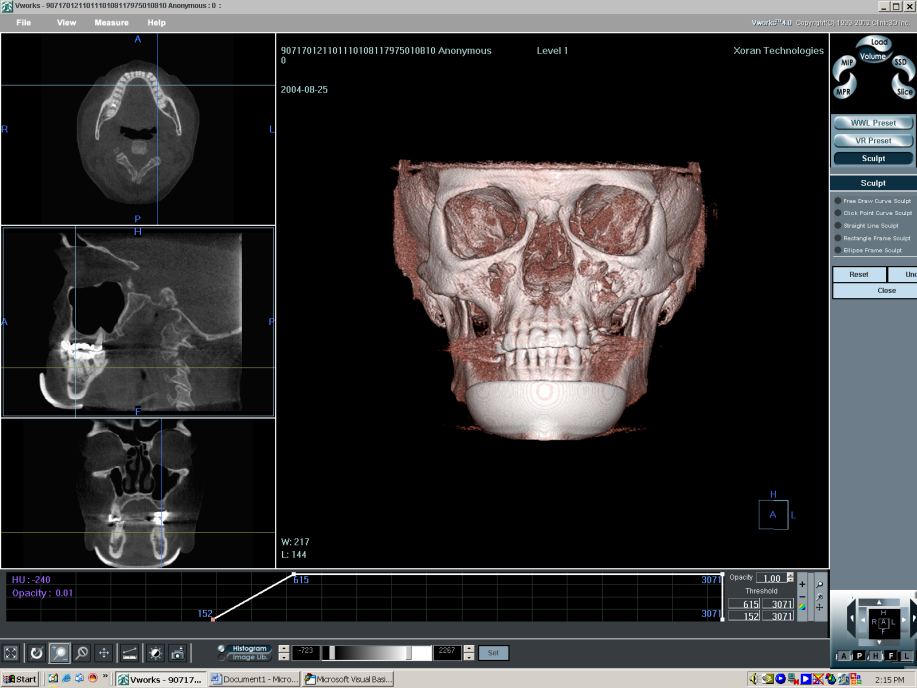 Vworks - 90717012110111010811797501081​0 Anonymous : 0 :
File View Measure Help
Vworks™ 4.0 Copyright(C) 1999-2003 CyberMed Inc.
A
R
L
P
H
A
P
F
907170121101110108117975010810 Anonymous
0
Level 1
Xoran Technologies
2004-08-25
W: 217
L: 144
H
A
L
Load
Volume
MIP
SSD
MPR
Slice
WWL Preset
VR Preset
Sculpt
Sculpt
Free Draw Curve Sculpt
Click Point Curve Sculpt
Straight Line Sculpt
Rectangle Frame Sculpt
Ellipse Frame Sculpt
Reset
Close
HU : -240
Opacity : 0.01
152
615
3071
3071
Opacity 1.00
Threshold
615 3071
152 3071
Histogram
Image Lib.
-723
2267
Set
H
R A L
F
A P H F L
Start
Vworks - 90717...
Document1 - Micro...
Microsoft Visual Basi...
2:15 PM